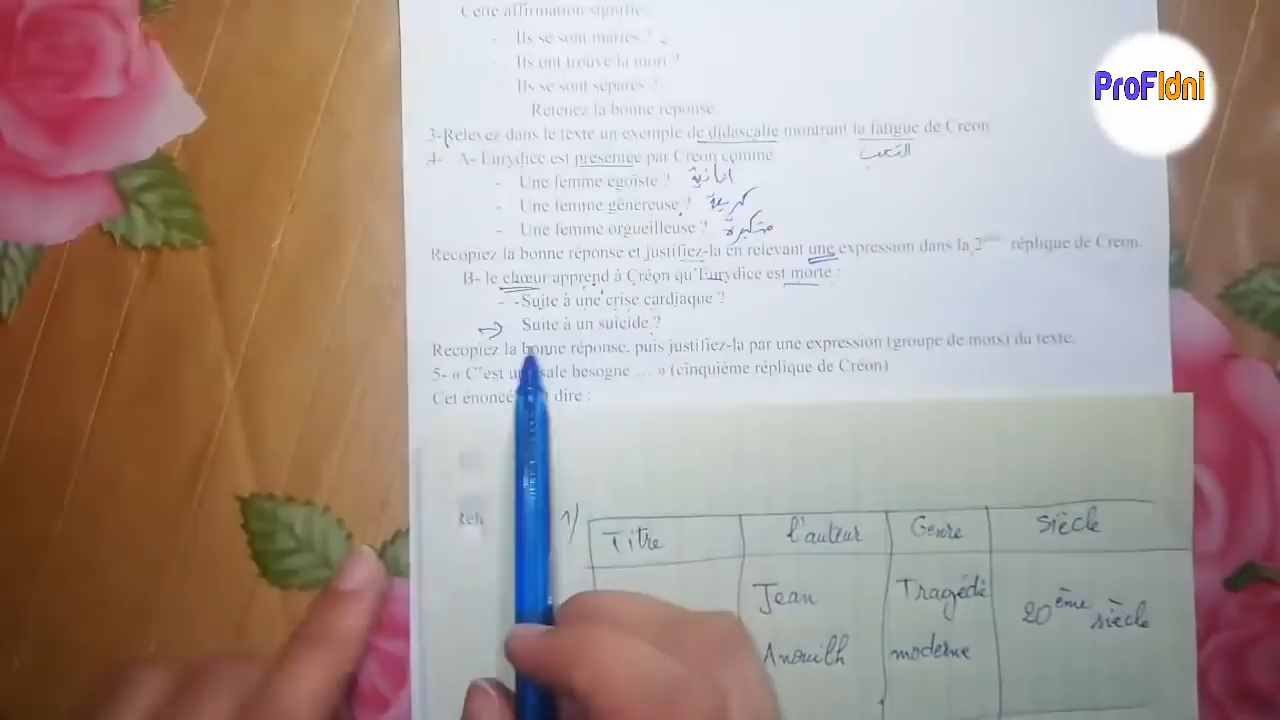 Cette affirmation signifie
- Ils se sont mariés ?
- Ils ont trouvé la mort ?
- Ils se sont séparés ?
Retenez la bonne réponse
ProfIdni
3-Relevez dans le texte un exemple de didascalie montrant la fatigue de Créon
التعب
4- A- Eurydice est présentée par Créon comme
- Une femme égoïste ? انانية
- Une femme généreuse ? كريمة
- Une femme orgueilleuse ? متكبرة
Recopiez la bonne réponse et justifiez-la en relevant une expression dans la 2ème réplique de Créon.
B- le chœur apprend à Créon qu'Eurydice est morte :
- -Suite à une crise cardiaque ?
Suite à un suicide ?
Recopiez la bonne réponse, puis justifiez-la par une expression (groupe de mots) du texte.
5- « C'est sale besogne ... » (cinquième réplique de Créon)
Cet énoncé dire :
1/ Titre l'auteur Genre siècle
Jean Tragédie 20ème siècle
Anouilh moderne